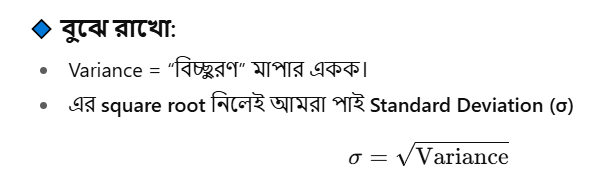 🔷 বুঝে রাখো:
• Variance = “বিচ্ছুরণ” মাপার একক।
• এর square root নিলেই আমরা পাই Standard Deviation (σ)
σ = √Variance